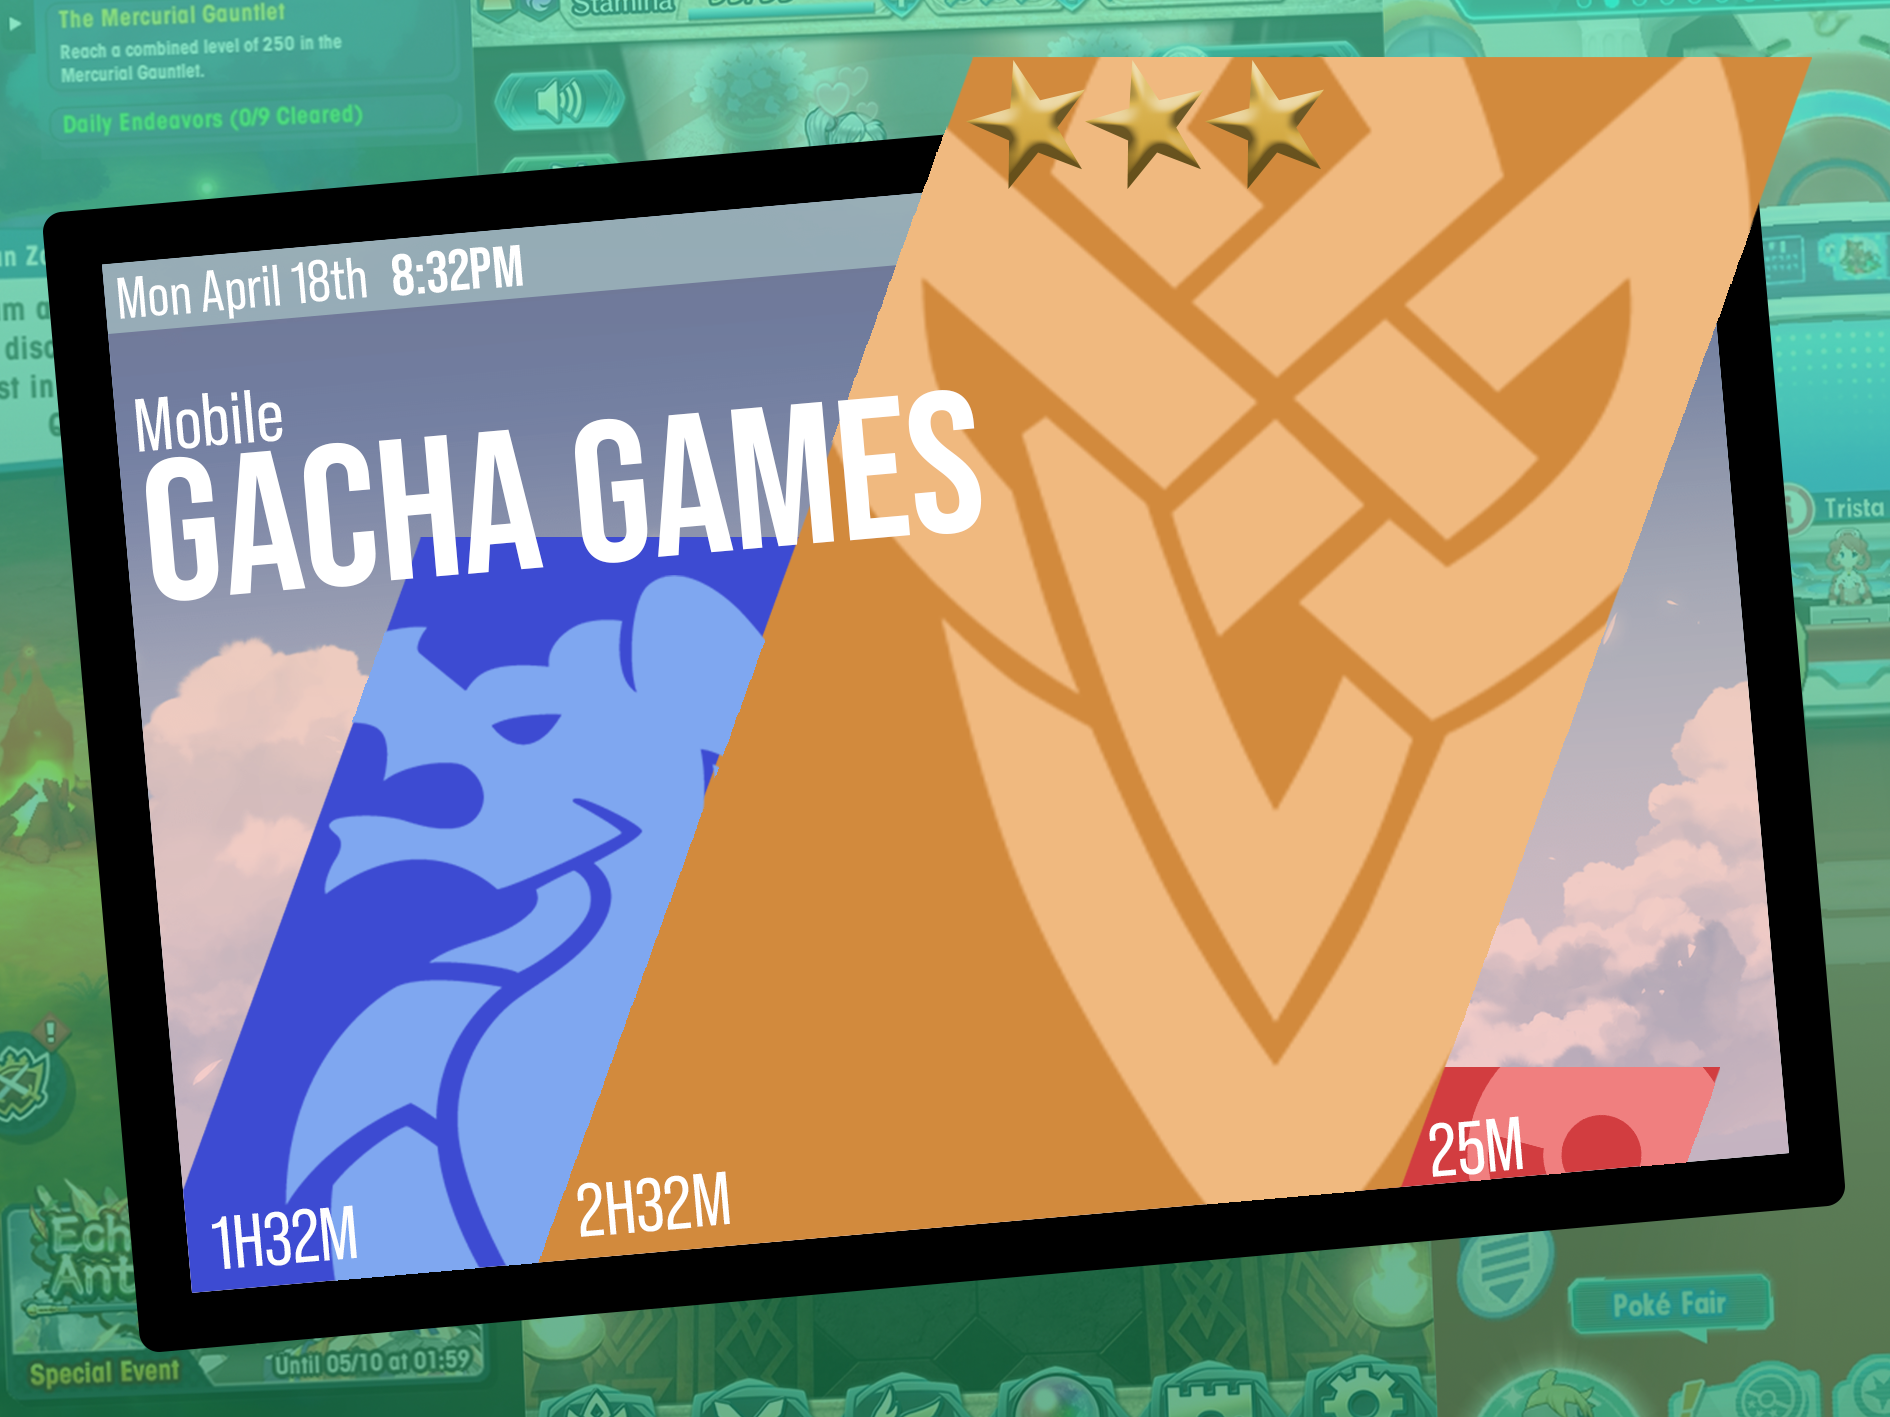 The Mercurial Gauntlet
Reach a combined level of 250 in the
Mercurial Gauntlet.
Daily Endeavors (0/9 Cleared)
Stamina
Mon April 18th 8:32PM
Mobile
GACHA GAMES
Trista
1H32M
2H32M
25M
Poké Fair
Special Event
Until 05/10 at 01:59